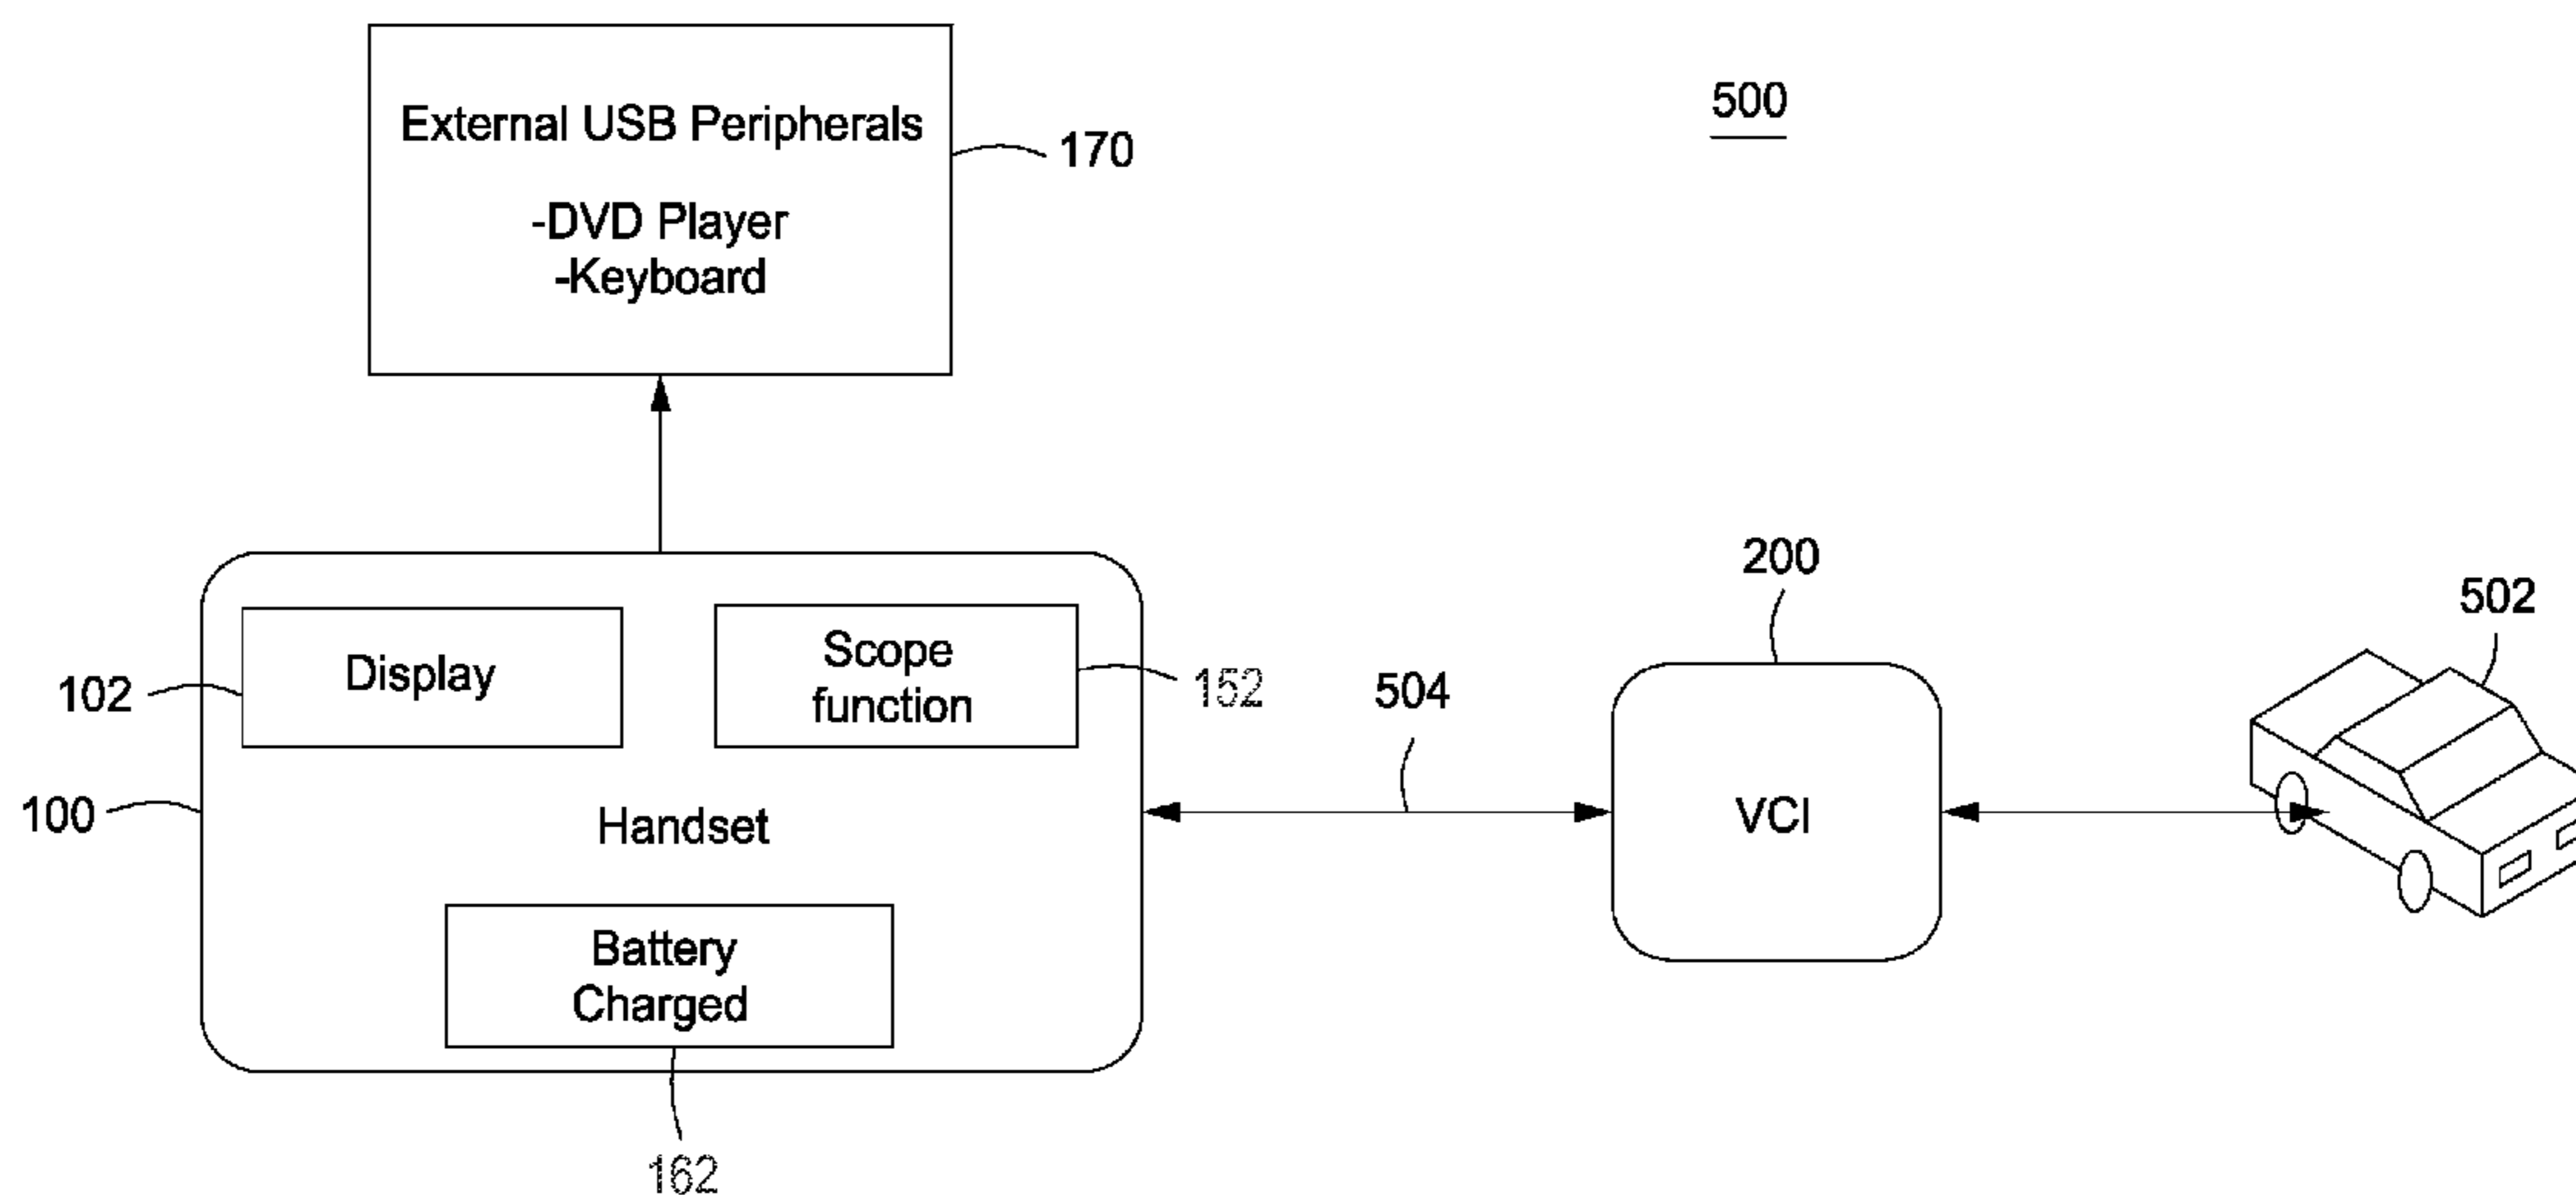 External USB Peripherals
-DVD Player
-Keyboard
170
500
Display
102
Scope
function
152
100
Handset
Battery
Charged
162
504
200
VCI
502